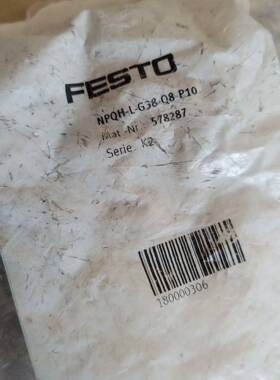 FESTO
NPQH-L-G38-Q8-P10
Mat.-Nr.: 578287
Serie: K2
180000306